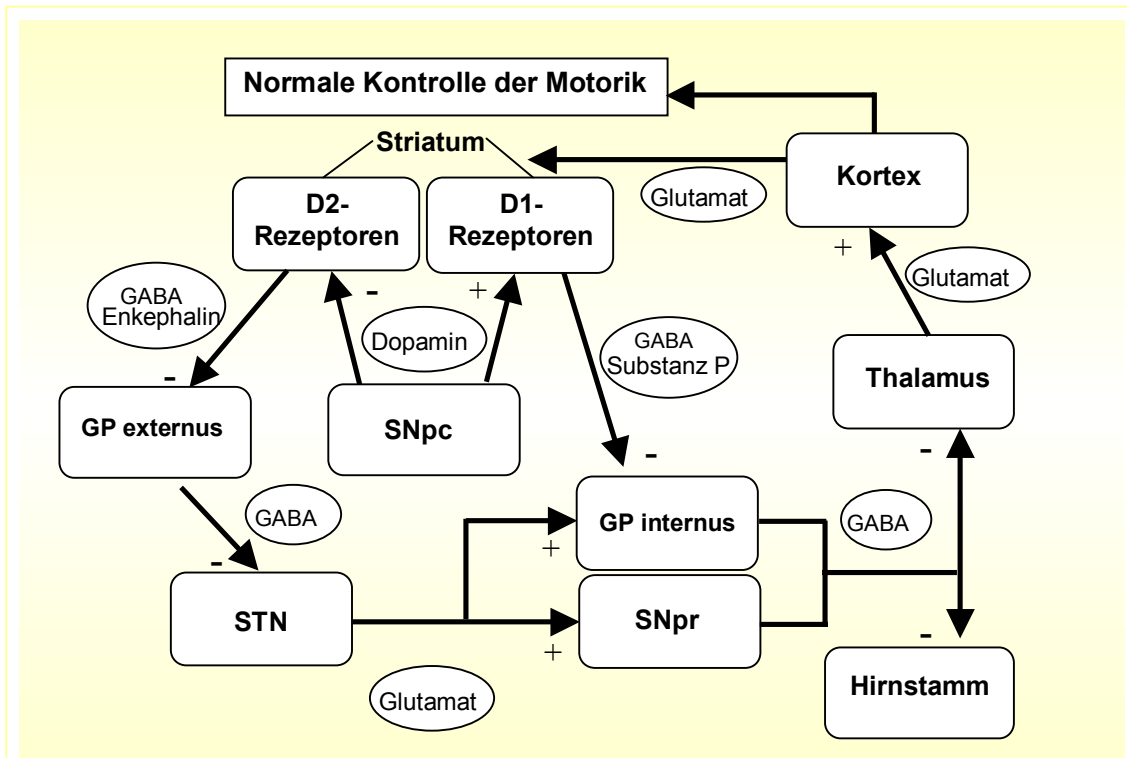 Normale Kontrolle der Motorik
Striatum
Kortex
Glutamat
D2-
Rezeptoren
D1-
Rezeptoren
+
Glutamat
GABA
Enkephalin
-
+
Dopamin
GABA
Substanz P
-
Thalamus
GP externus
SNpc
-
-
GABA
GP internus
GABA
+
-
STN
SNpr
+
-
Glutamat
Hirnstamm